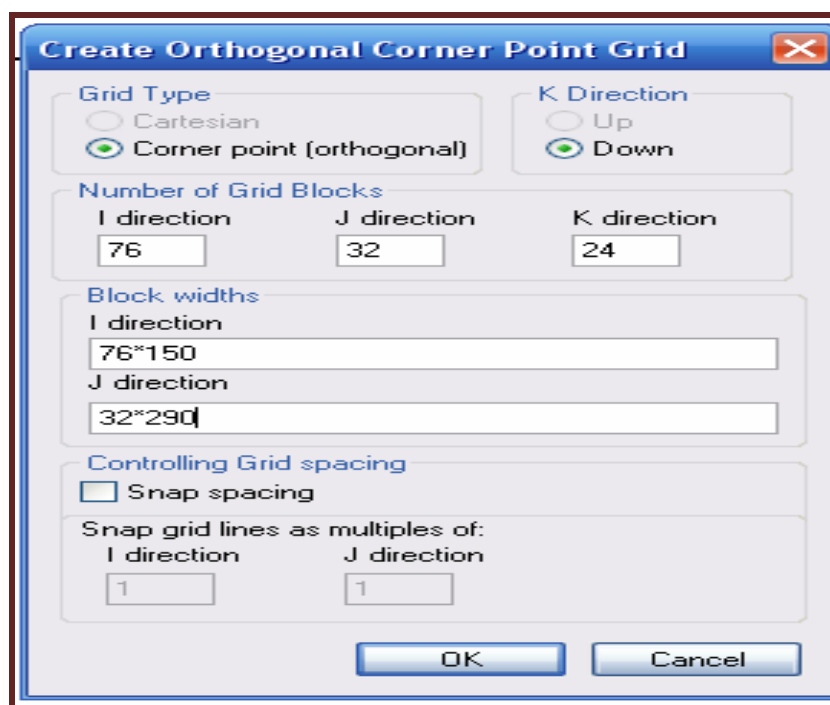 Create Orthogonal Corner Point Grid
Grid Type
K Direction
Cartesian
Up
Corner point (orthogonal)
Down
Number of Grid Blocks
I direction
J direction
K direction
76
32
24
Block widths
I direction
76*150
J direction
32*290
Controlling Grid spacing
Snap spacing
Snap grid lines as multiples of:
I direction
J direction
1
1
OK
Cancel